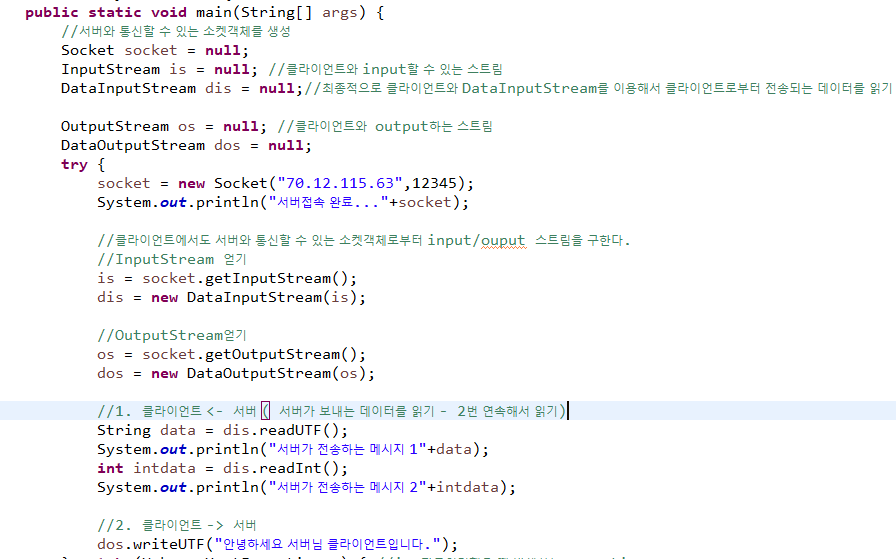 public static void main(String[] args) {
//서버와 통신할 수 있는 소켓객체를 생성
Socket socket = null;
InputStream is = null; //클라이언트와 input할 수 있는 스트림
DataInputStream dis = null;//최종적으로 클라이언트와 DataInputStream를 이용해서 클라이언트로부터 전송되는 데이터를 읽기
OutputStream os = null; //클라이언트와 output하는 스트림
DataOutputStream dos = null;
try {
socket = new Socket("70.12.115.63",12345);
System.out.println("서버접속 완료..."+socket);
//클라이언트에서도 서버와 통신할 수 있는 소켓객체로부터 input/ouput 스트림을 구한다.
//InputStream 얻기
is = socket.getInputStream();
dis = new DataInputStream(is);
//OutputStream얻기
os = socket.getOutputStream();
dos = new DataOutputStream(os);
//1. 클라이언트 <- 서버( 서버가 보내는 데이터를 읽기 - 2번 연속해서 읽기)
String data = dis.readUTF();
System.out.println("서버가 전송하는 메시지 1"+data);
int intdata = dis.readInt();
System.out.println("서버가 전송하는 메시지 2"+intdata);
//2. 클라이언트 -> 서버
dos.writeUTF("안녕하세요 서버님 클라이언트입니다.");